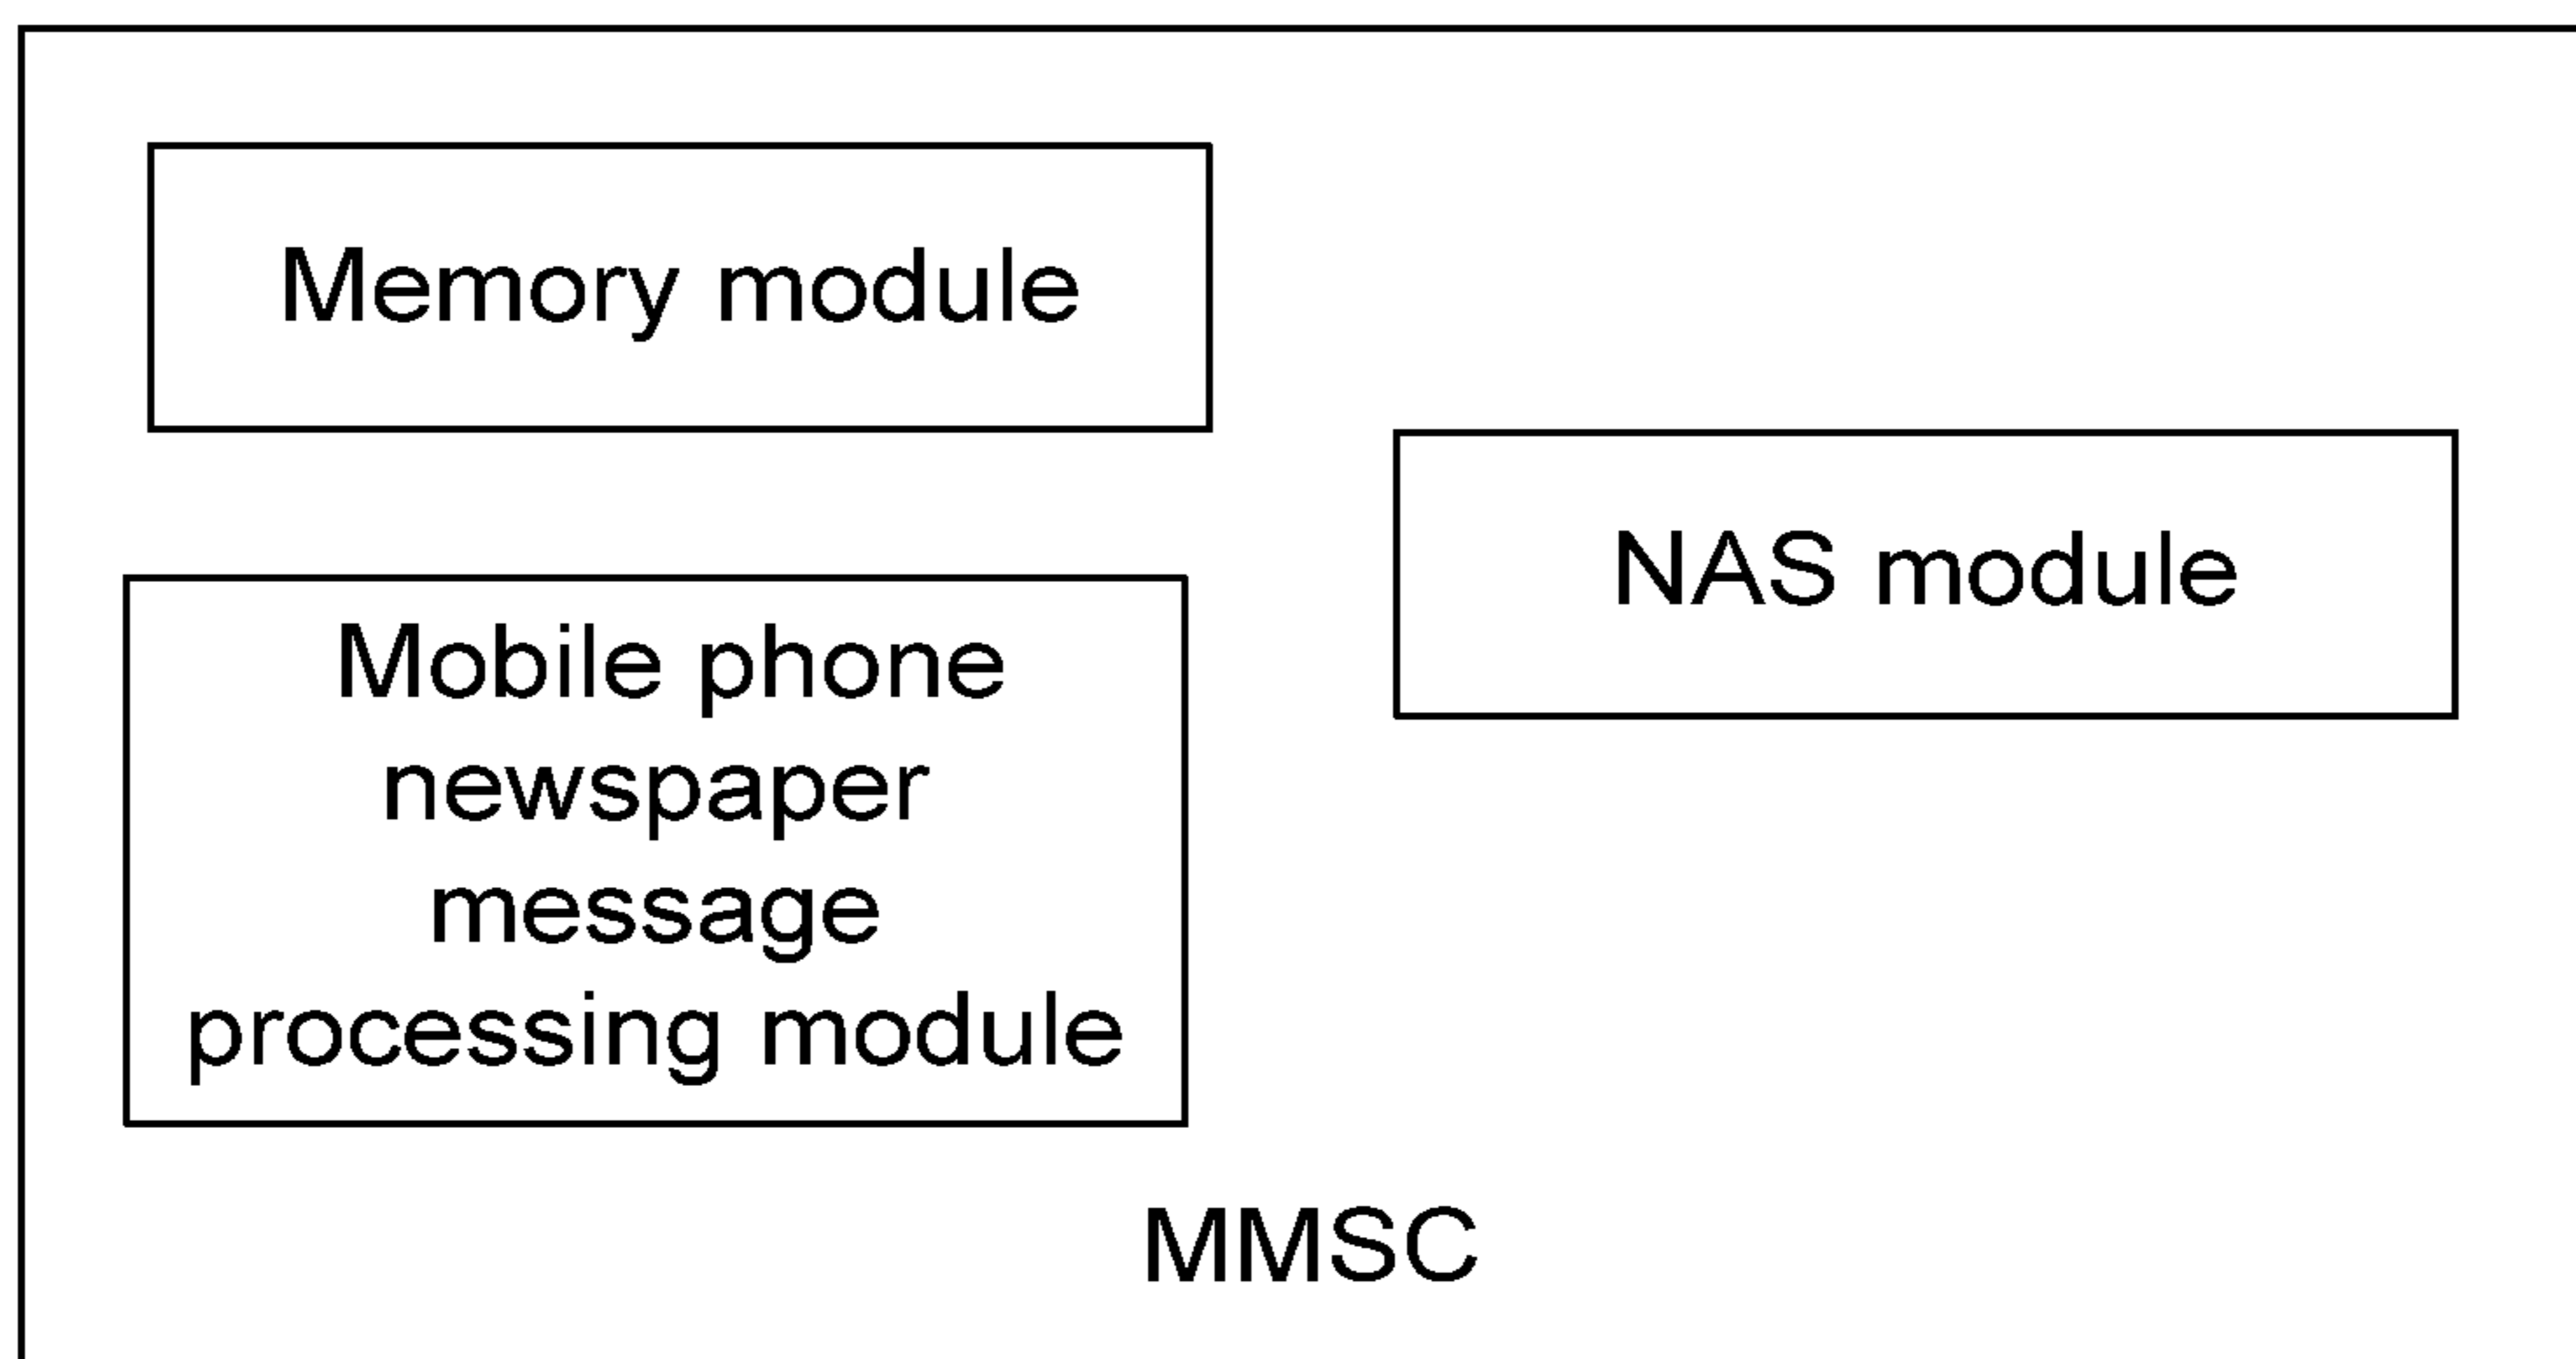 Memory module
NAS module
Mobile phone
newspaper
message
processing module
MMSC